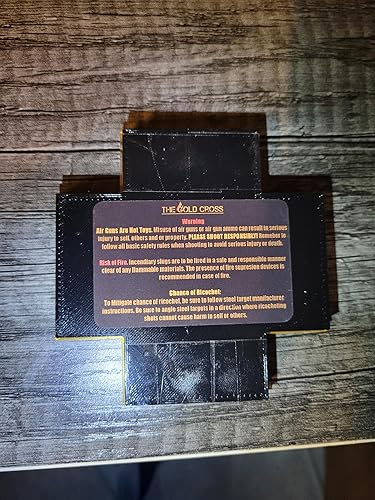 THE GOLD CROSS
Warning
Air Guns Are Not Toys. Misuse of air guns or air gun ammo can result in serious
injury to self, others and or property. PLEASE SHOOT RESPONSIBLY! Remeber to
follow all basic safety rules when shooting to avoid serious injury or death.
Risk of Fire. Incendiary slugs are to be fired in a safe and responsible manner
clear of any flammable materials. The presence of fire supression devices is
recommended in case of fire.
Chance of Ricochet:
To Mitigate chance of ricochet, be sure to follow steel target manufacturer
instructions. Be sure to angle steel targets in a direction where ricocheting
shots cannot cause harm to self or others.